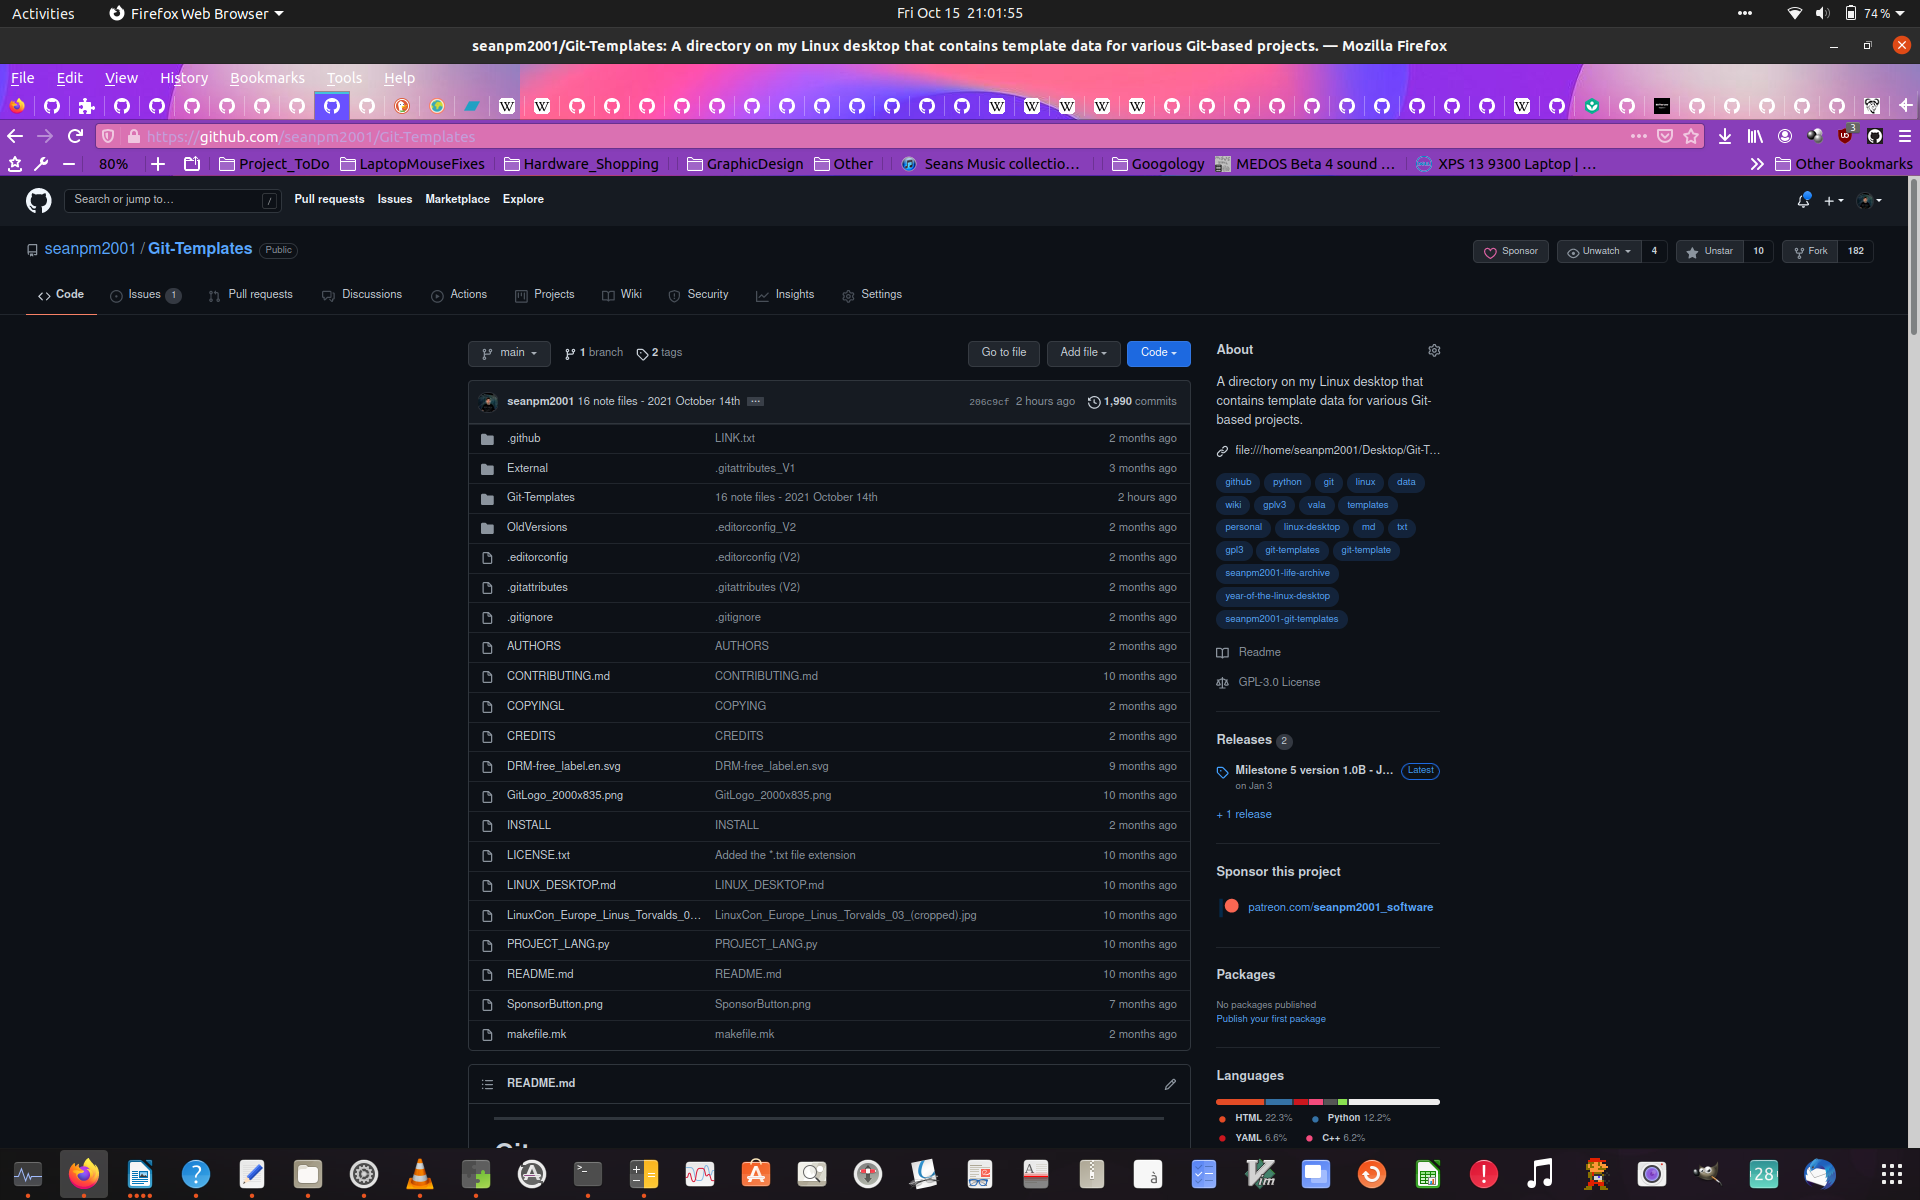 Activities Firefox Web Browser Fri Oct 15 21:01:55 74 %
seanpm2001/Git-Templates: A directory on my Linux desktop that contains template data for various Git-based projects. — Mozilla Firefox
File Edit View History Bookmarks Tools Help
https://github.com/seanpm2001/Git-Templates 3
80% Project_ToDo LaptopMouseFixes Hardware_Shopping GraphicDesign Other Seans Music collectio… Googology MEDOS Beta 4 sound … XPS 13 9300 Laptop | … Other Bookmarks
Search or jump to… / Pull requests Issues Marketplace Explore
seanpm2001 / Git-Templates Public Sponsor Unwatch 4 Unstar 10 Fork 182
Code Issues 1 Pull requests Discussions Actions Projects Wiki Security Insights Settings
main 1 branch 2 tags Go to file Add file Code
seanpm2001 16 note files - 2021 October 14th 206c9cf 2 hours ago 1,990 commits
.github LINK.txt 2 months ago
External .gitattributes_V1 3 months ago
Git-Templates 16 note files - 2021 October 14th 2 hours ago
OldVersions .editorconfig_V2 2 months ago
.editorconfig .editorconfig (V2) 2 months ago
.gitattributes .gitattributes (V2) 2 months ago
.gitignore .gitignore 2 months ago
AUTHORS AUTHORS 2 months ago
CONTRIBUTING.md CONTRIBUTING.md 10 months ago
COPYINGL COPYING 2 months ago
CREDITS CREDITS 2 months ago
DRM-free_label.en.svg DRM-free_label.en.svg 9 months ago
GitLogo_2000x835.png GitLogo_2000x835.png 10 months ago
INSTALL INSTALL 2 months ago
LICENSE.txt Added the *.txt file extension 10 months ago
LINUX_DESKTOP.md LINUX_DESKTOP.md 10 months ago
LinuxCon_Europe_Linus_Torvalds_0… LinuxCon_Europe_Linus_Torvalds_03_(cropped).jpg 10 months ago
PROJECT_LANG.py PROJECT_LANG.py 10 months ago
README.md README.md 10 months ago
SponsorButton.png SponsorButton.png 7 months ago
makefile.mk makefile.mk 2 months ago
README.md
About
A directory on my Linux desktop that
contains template data for various Git-
based projects.
file:///home/seanpm2001/Desktop/Git-T…
github python git linux data
wiki gplv3 vala templates
personal linux-desktop md txt
gpl3 git-templates git-template
seanpm2001-life-archive
year-of-the-linux-desktop
seanpm2001-git-templates
Readme
GPL-3.0 License
Releases 2
Milestone 5 version 1.0B - J… Latest
on Jan 3
+ 1 release
Sponsor this project
patreon.com/seanpm2001_software
Packages
No packages published
Publish your first package
Languages
HTML 22.3% Python 12.2%
YAML 6.6% C++ 6.2%
28